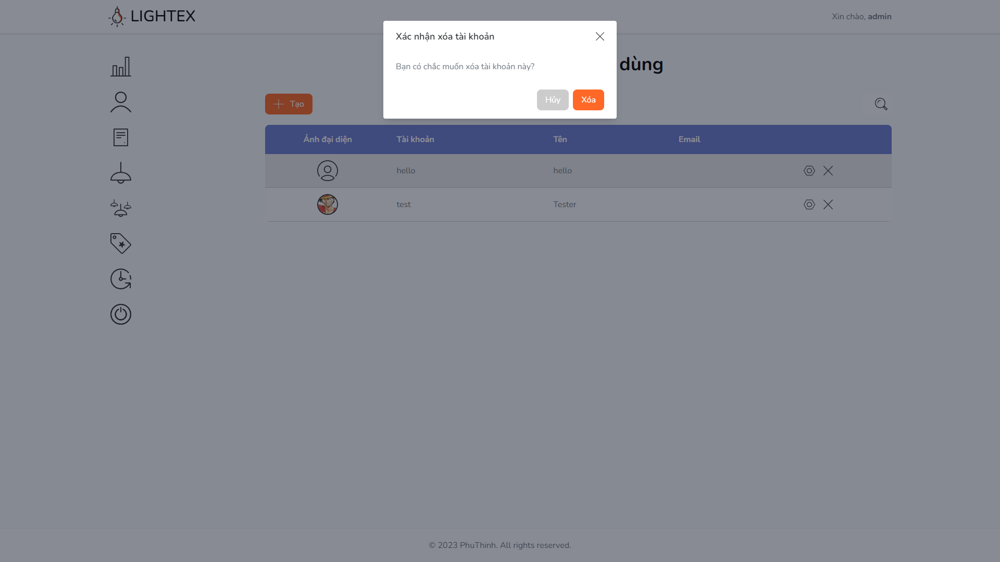 LIGHTEX
Xin chào, admin
Xác nhận xóa tài khoản
Bạn có chắc muốn xóa tài khoản này?
Hủy
Xóa
dùng
Tạo
Ảnh đại diện Tài khoản Tên Email
hello hello
test Tester
© 2023 PhuThinh. All rights reserved.